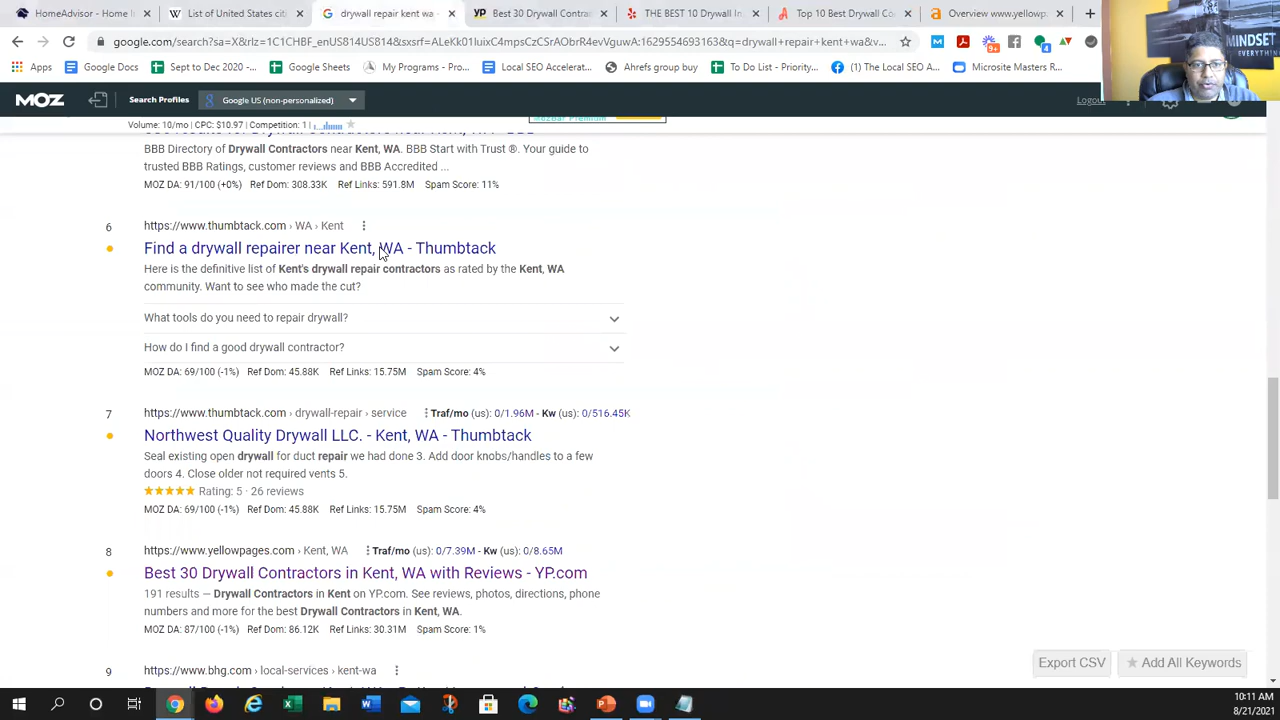 HomeAdvisor - Home I
List of United States cit
drywall repair kent wa -
Best 30 Drywall Contrac
THE BEST 10 Drywall In
Top 10 Best Drywall Co
Overview www.yellowp
google.com/search?sa=X&rlz=1C1CHBF_enUS814US814&sxsrf=ALeKk01IuixC4mpsCzCSrADbrR4evVguwA:1629554693163&q=drywall+repair+kent+wa&v...
Apps
Google Docs
Sept to Dec 2020 -...
Google Sheets
My Programs - Pro...
Local SEO Accelerat...
Ahrefs group buy
To Do List - Priority...
(1) The Local SEO A...
Microsite Masters R...
MINDSET
EVERYTHING
MOZ
Search Profiles
Google US (non-personalized)
Logout
Volume: 10/mo | CPC: $10.97 | Competition: 1 |
MozBar Premium
BBB Directory of Drywall Contractors near Kent, WA. BBB Start with Trust ®. Your guide to
trusted BBB Ratings, customer reviews and BBB Accredited ...
MOZ DA: 91/100 (+0%) Ref Dom: 308.33K Ref Links: 591.8M Spam Score: 11%
6
https://www.thumbtack.com › WA › Kent
Find a drywall repairer near Kent, WA - Thumbtack
Here is the definitive list of Kent's drywall repair contractors as rated by the Kent, WA
community. Want to see who made the cut?
What tools do you need to repair drywall?
How do I find a good drywall contractor?
MOZ DA: 69/100 (-1%) Ref Dom: 45.88K Ref Links: 15.75M Spam Score: 4%
7
https://www.thumbtack.com › drywall-repair › service
Traf/mo (us): 0/1.96M - Kw (us): 0/516.45K
Northwest Quality Drywall LLC. - Kent, WA - Thumbtack
Seal existing open drywall for duct repair we had done 3. Add door knobs/handles to a few
doors 4. Close older not required vents 5.
Rating: 5 · 26 reviews
MOZ DA: 69/100 (-1%) Ref Dom: 45.88K Ref Links: 15.75M Spam Score: 4%
8
https://www.yellowpages.com › Kent, WA
Traf/mo (us): 0/7.39M - Kw (us): 0/8.65M
Best 30 Drywall Contractors in Kent, WA with Reviews - YP.com
191 results — Drywall Contractors in Kent on YP.com. See reviews, photos, directions, phone
numbers and more for the best Drywall Contractors in Kent, WA.
MOZ DA: 87/100 (-1%) Ref Dom: 86.12K Ref Links: 30.31M Spam Score: 1%
9
https://www.bhg.com › local-services › kent-wa
Export CSV
Add All Keywords
10:11 AM
8/21/2021